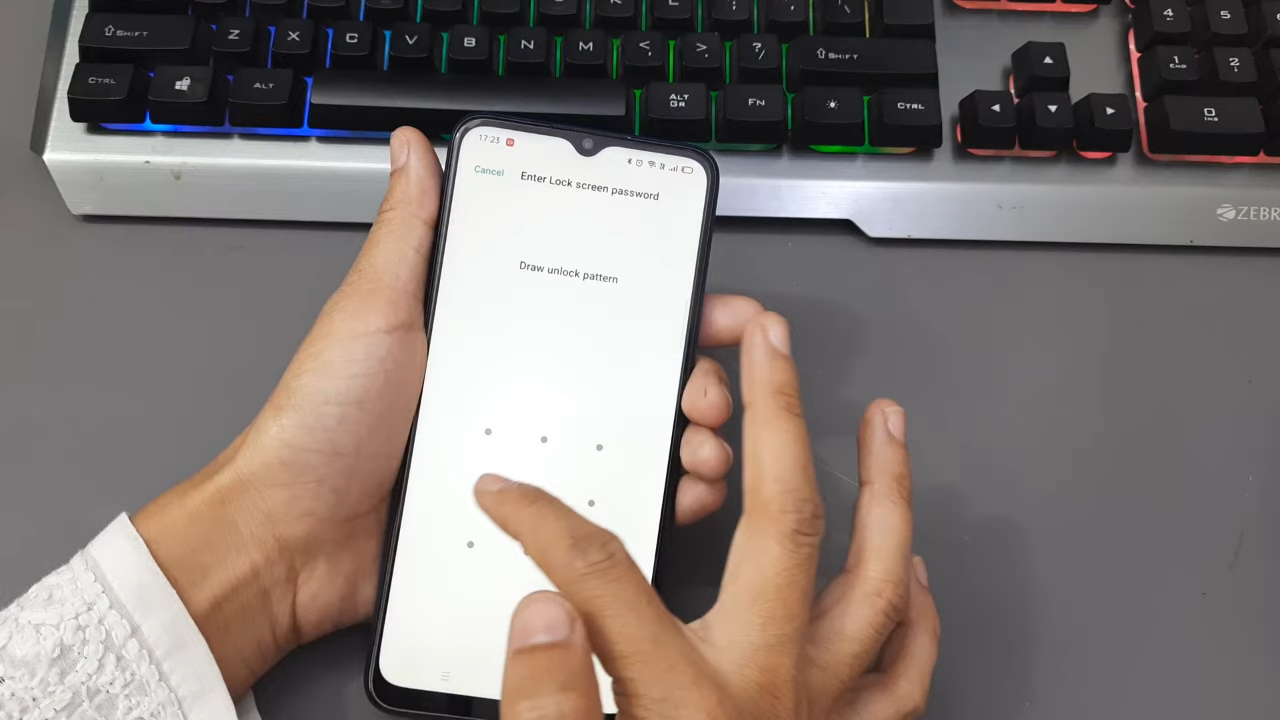 4 5
SHIFT Z X C V B N M < , > . ? / SHIFT 1 END 2
CTRL ALT ALT GR FN CTRL 0 INS
ZEBR
17:23
Cancel Enter Lock screen password
Draw unlock pattern